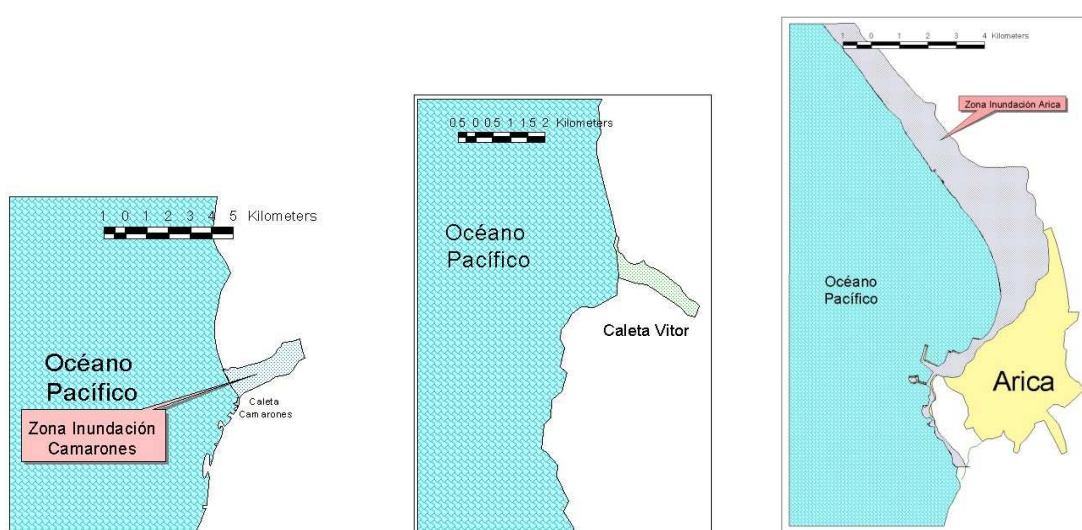 1 0 1 2 3 4 5 Kilometers
Océano
Pacífico
Zona Inundación
Camarones
Caleta
Camarones
0.5 0 0.5 1 1.5 2 Kilometers
Océano
Pacífico
Caleta Vitor
1 0 1 2 3 4 Kilometers
Zona Inundación Arica
Océano
Pacífico
Arica